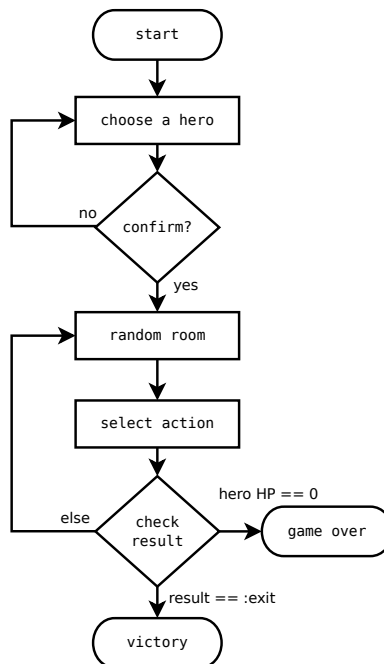 start
choose a hero
no
confirm?
yes
random room
select action
hero HP == 0
else
check
result
game over
result == :exit
victory